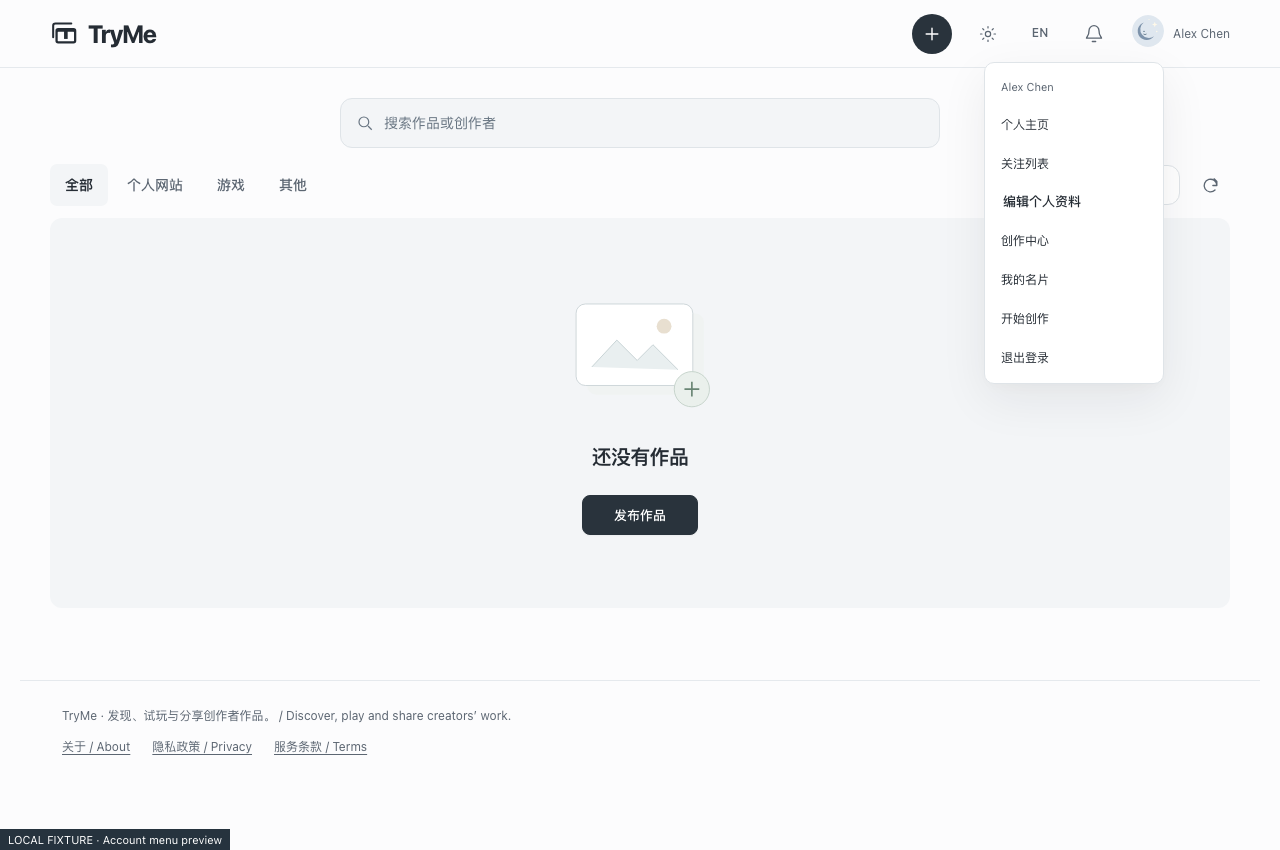 TryMe
EN
Alex Chen
Alex Chen
个人主页
关注列表
编辑个人资料
创作中心
我的名片
开始创作
退出登录
搜索作品或创作者
全部
个人网站
游戏
其他
还没有作品
发布作品
TryMe · 发现、试玩与分享创作者作品。 / Discover, play and share creators’ work.
关于 / About
隐私政策 / Privacy
服务条款 / Terms
LOCAL FIXTURE · Account menu preview